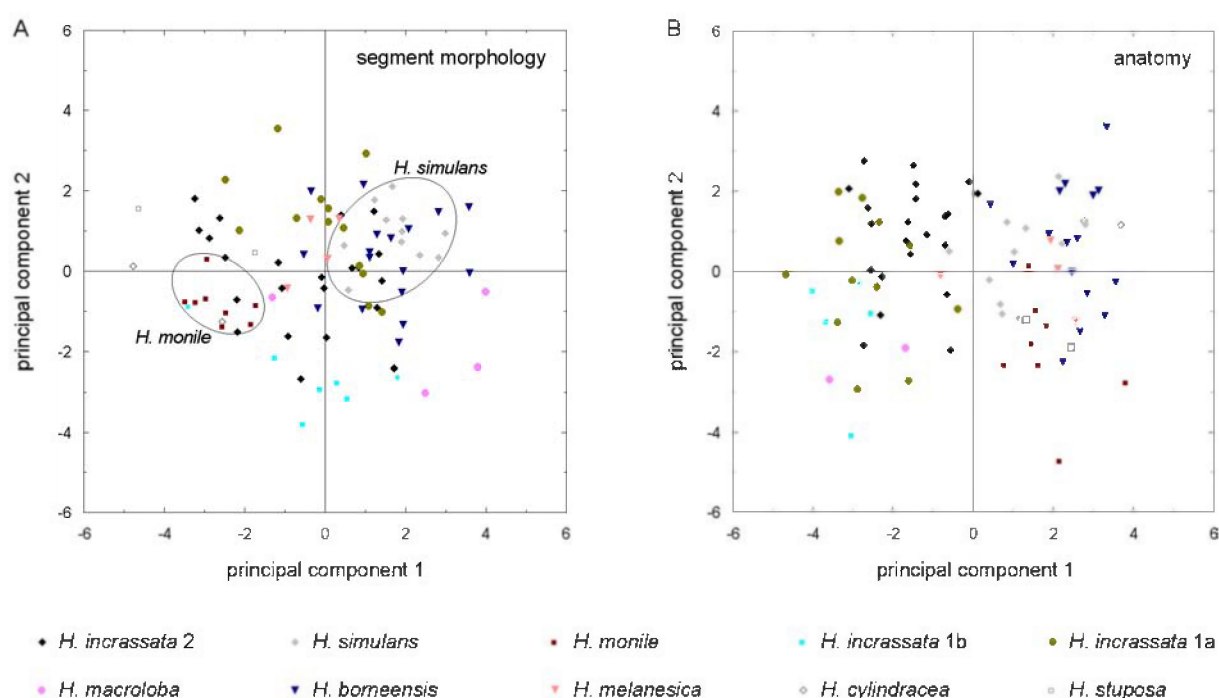 A
segment morphology
H. simulans
H. monile
principal component 2
6
4
2
0
-2
-4
-6
-6 -4 -2 0 2 4 6
principal component 1
B
anatomy
principal component 2
6
4
2
0
-2
-4
-6
-6 -4 -2 0 2 4 6
principal component 1
H. incrassata 2 H. simulans H. monile H. incrassata 1b H. incrassata 1a
H. macroloba H. borneensis H. melanesica H. cylindracea H. stuposa